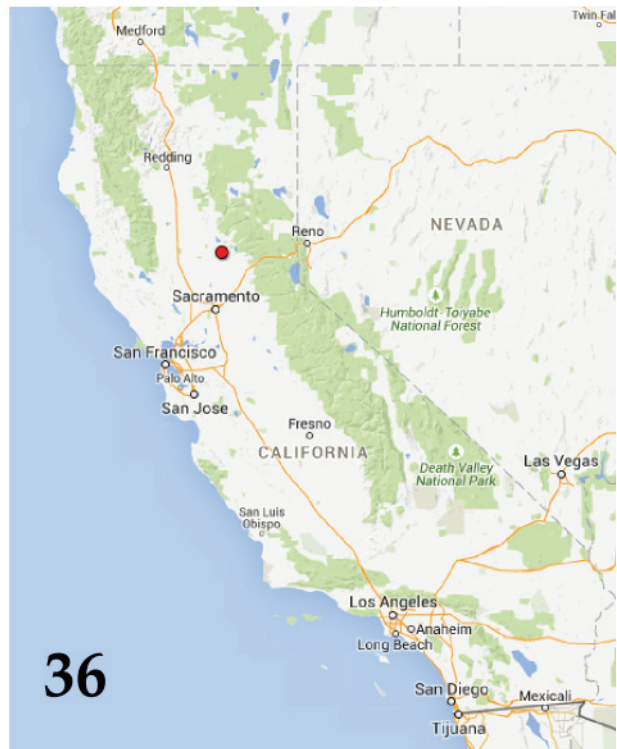 Twin Fal
Medford
Redding
Reno
NEVADA
Sacramento
Humboldt-Toiyabe
National Forest
San Francisco
Palo Alto
San Jose
Fresno
CALIFORNIA
Las Vegas
Death Valley
National Park
San Luis
Obispo
Los Angeles
Anaheim
Long Beach
36
San Diego
Mexicali
Tijuana